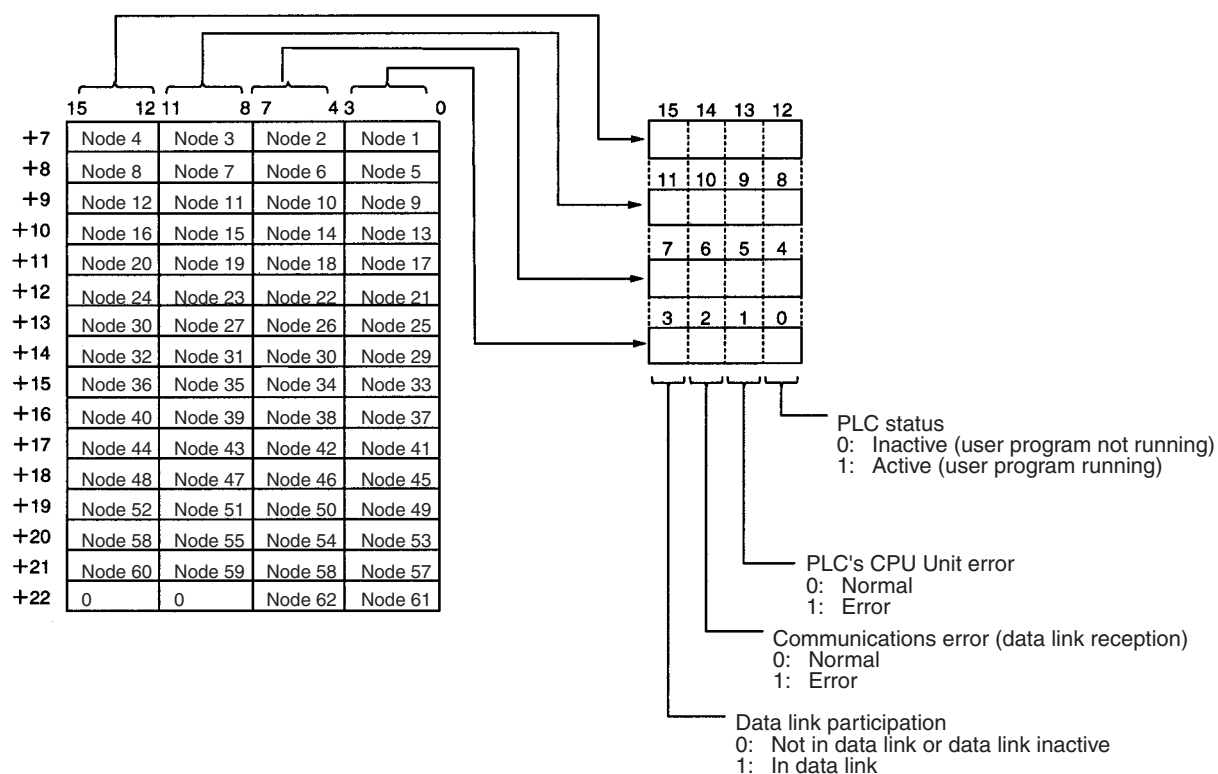 15 12 11 8 7 4 3 0
+7 Node 4 Node 3 Node 2 Node 1
+8 Node 8 Node 7 Node 6 Node 5
+9 Node 12 Node 11 Node 10 Node 9
+10 Node 16 Node 15 Node 14 Node 13
+11 Node 20 Node 19 Node 18 Node 17
+12 Node 24 Node 23 Node 22 Node 21
+13 Node 30 Node 27 Node 26 Node 25
+14 Node 32 Node 31 Node 30 Node 29
+15 Node 36 Node 35 Node 34 Node 33
+16 Node 40 Node 39 Node 38 Node 37
+17 Node 44 Node 43 Node 42 Node 41
+18 Node 48 Node 47 Node 46 Node 45
+19 Node 52 Node 51 Node 50 Node 49
+20 Node 58 Node 55 Node 54 Node 53
+21 Node 60 Node 59 Node 58 Node 57
+22 0 0 Node 62 Node 61
15 14 13 12
11 10 9 8
7 6 5 4
3 2 1 0
PLC status
0: Inactive (user program not running)
1: Active (user program running)
PLC's CPU Unit error
0: Normal
1: Error
Communications error (data link reception)
0: Normal
1: Error
Data link participation
0: Not in data link or data link inactive
1: In data link